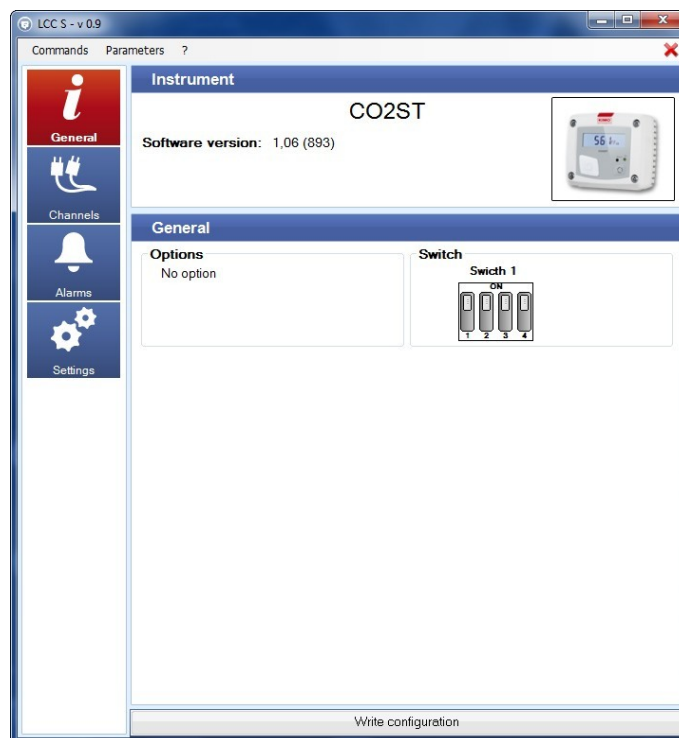 LCC S - v 0.9
Commands Parameters ?
General
Channels
Alarms
Settings
Instrument
CO2ST
Software version: 1,06 (893)
General
Options
No option
Switch
Swicth 1
ON
1 2 3 4
Write configuration